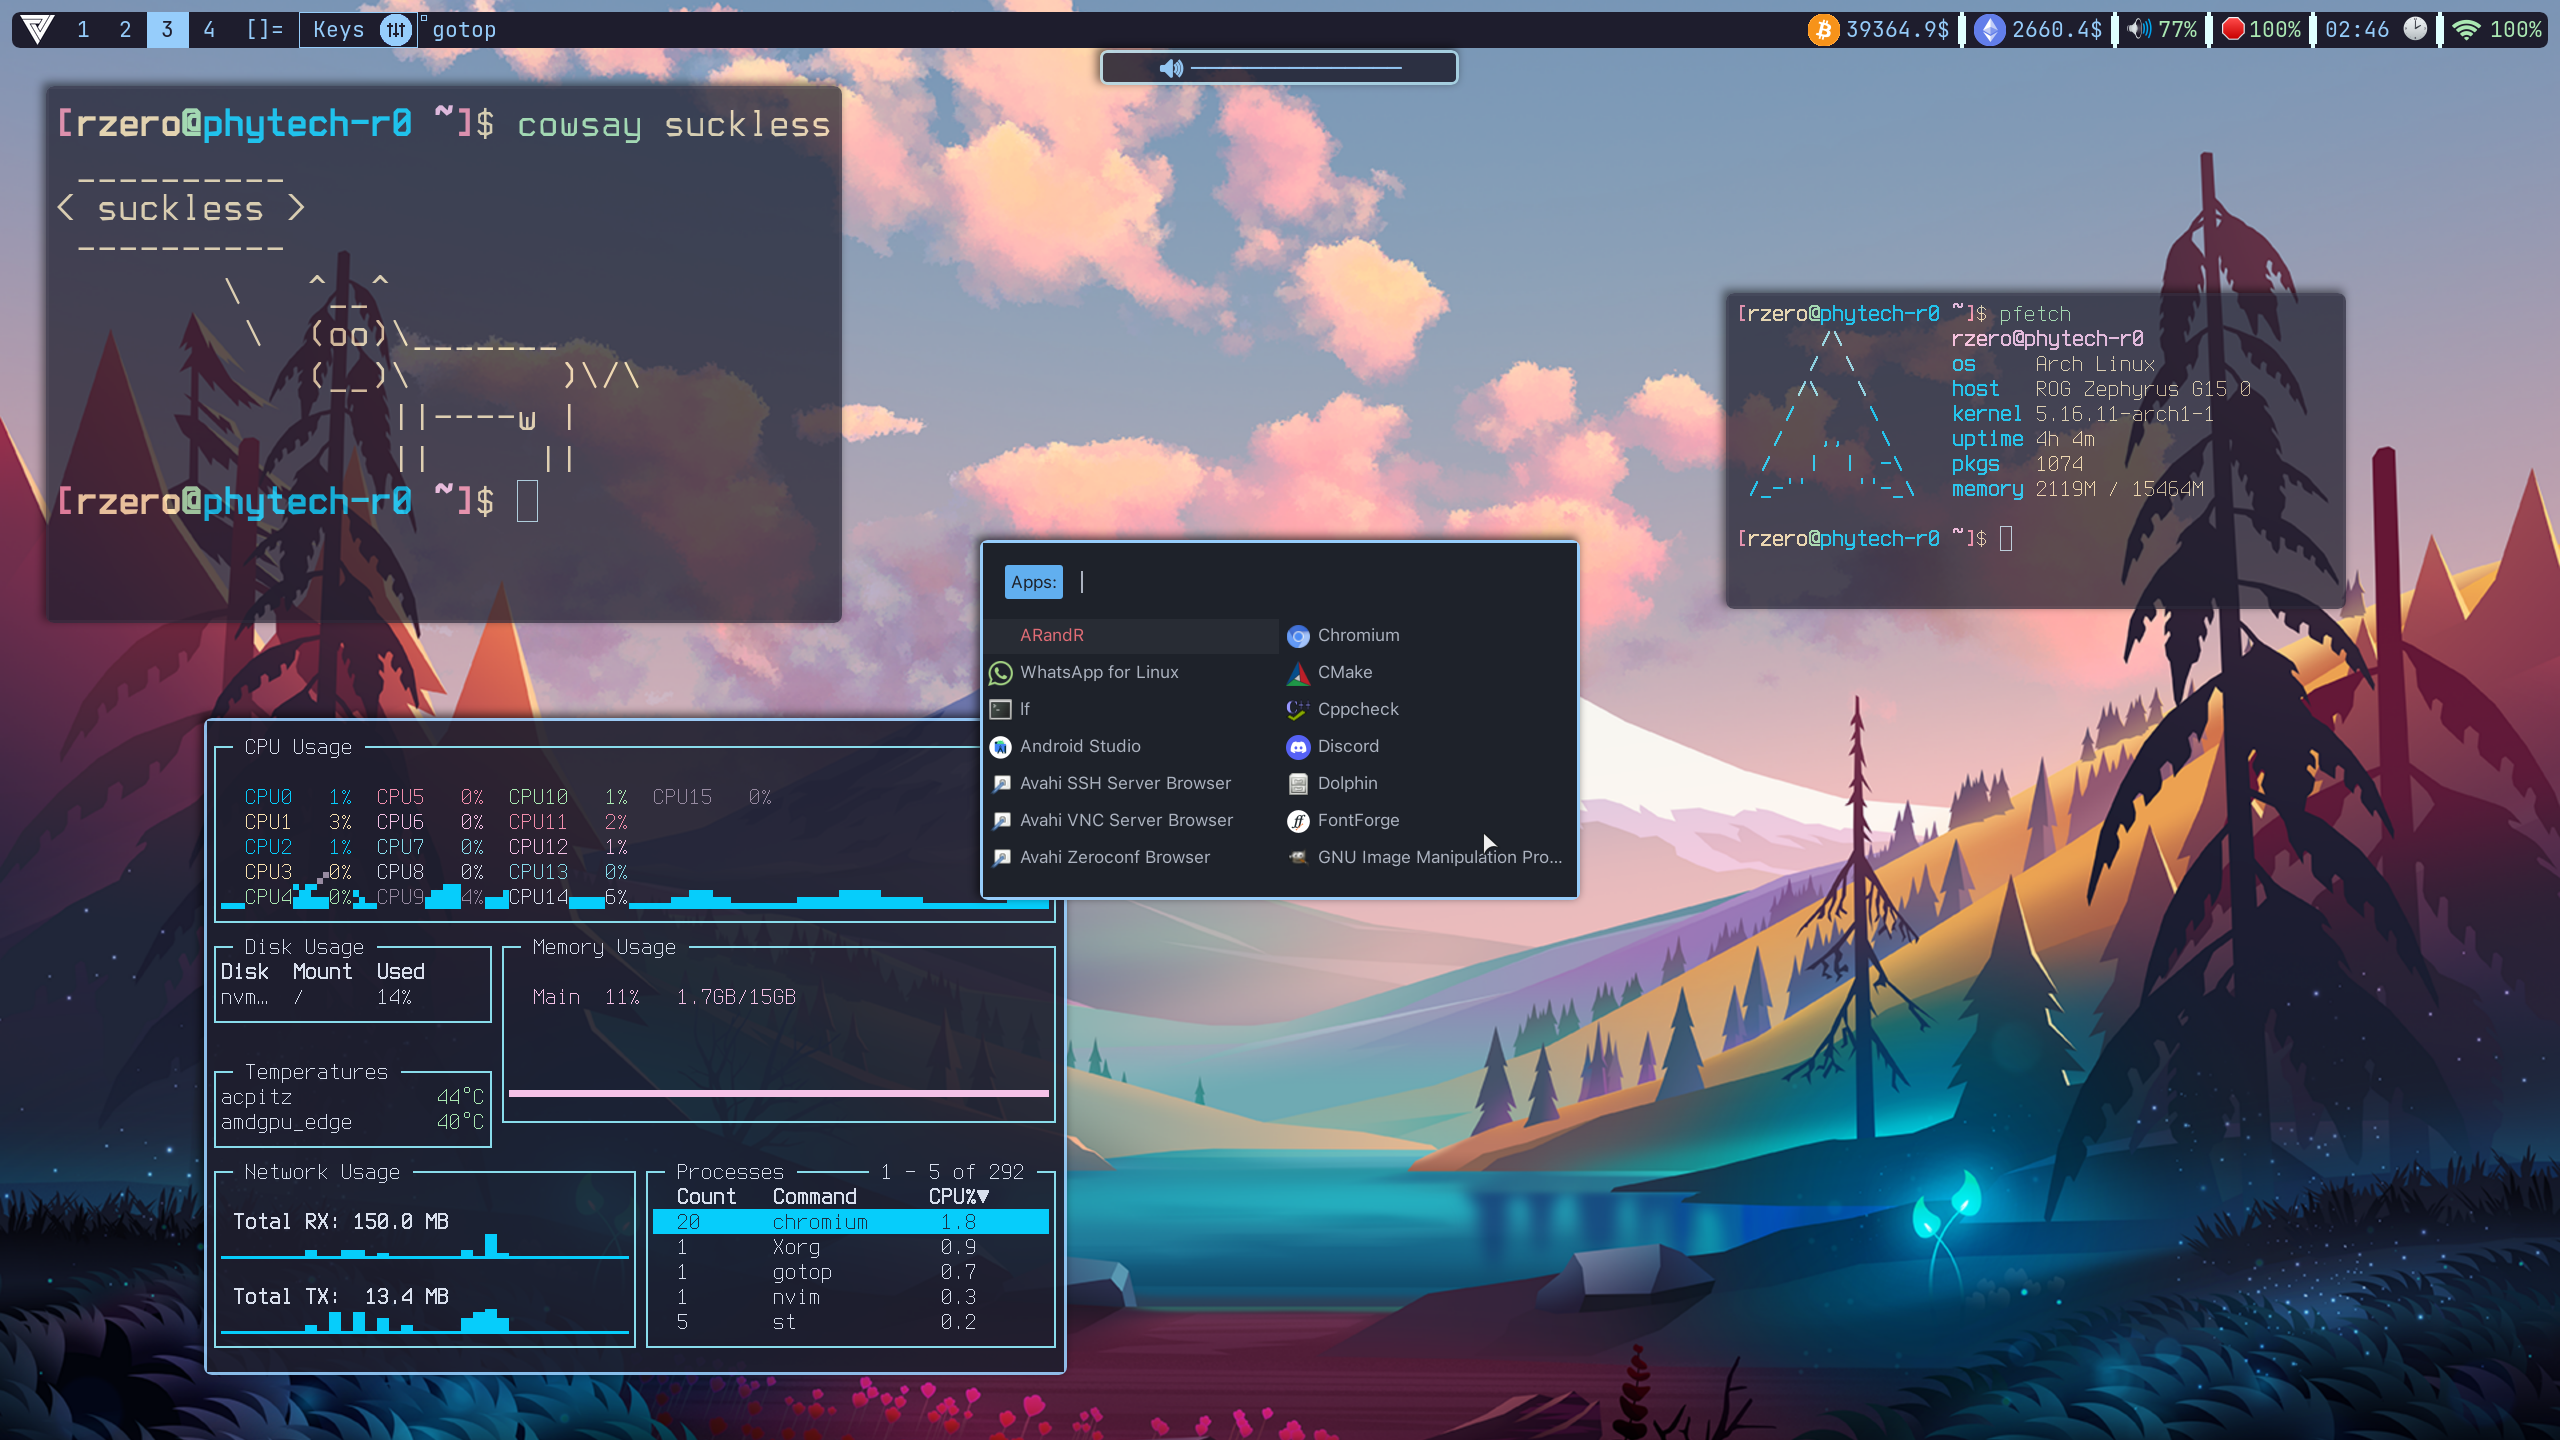 1 2 3 4 []= Keys gotop 39364.9$ 2660.4$ 77% 100% 02:46 100%
[rzero@phytech-r0 ~]$ cowsay suckless
 __________
< suckless >
 ----------
        \   ^__^
         \  (oo)\_______
            (__)\       )\/\
                ||----w |
                ||     ||
[rzero@phytech-r0 ~]$
[rzero@phytech-r0 ~]$ pfetch
rzero@phytech-r0
os Arch Linux
host ROG Zephyrus G15 0
kernel 5.16.11-arch1-1
uptime 4h 4m
pkgs 1074
memory 2119M / 15464M
[rzero@phytech-r0 ~]$
Apps:
ARandR
WhatsApp for Linux
lf
Android Studio
Avahi SSH Server Browser
Avahi VNC Server Browser
Avahi Zeroconf Browser
Chromium
CMake
Cppcheck
Discord
Dolphin
FontForge
GNU Image Manipulation Pro...
CPU Usage
CPU0 1% CPU5 0% CPU10 1% CPU15 0%
CPU1 3% CPU6 0% CPU11 2%
CPU2 1% CPU7 0% CPU12 1%
CPU3 0% CPU8 0% CPU13 0%
CPU4 0% CPU9 4% CPU14 6%
Disk Usage
Disk Mount Used
nvm… / 14%
Memory Usage
Main 11% 1.7GB/15GB
Temperatures
acpitz 44°C
amdgpu_edge 40°C
Network Usage
Total RX: 150.0 MB
Total TX: 13.4 MB
Processes 1 - 5 of 292
Count Command CPU%▼
20 chromium 1.8
1 Xorg 0.9
1 gotop 0.7
1 nvim 0.3
5 st 0.2